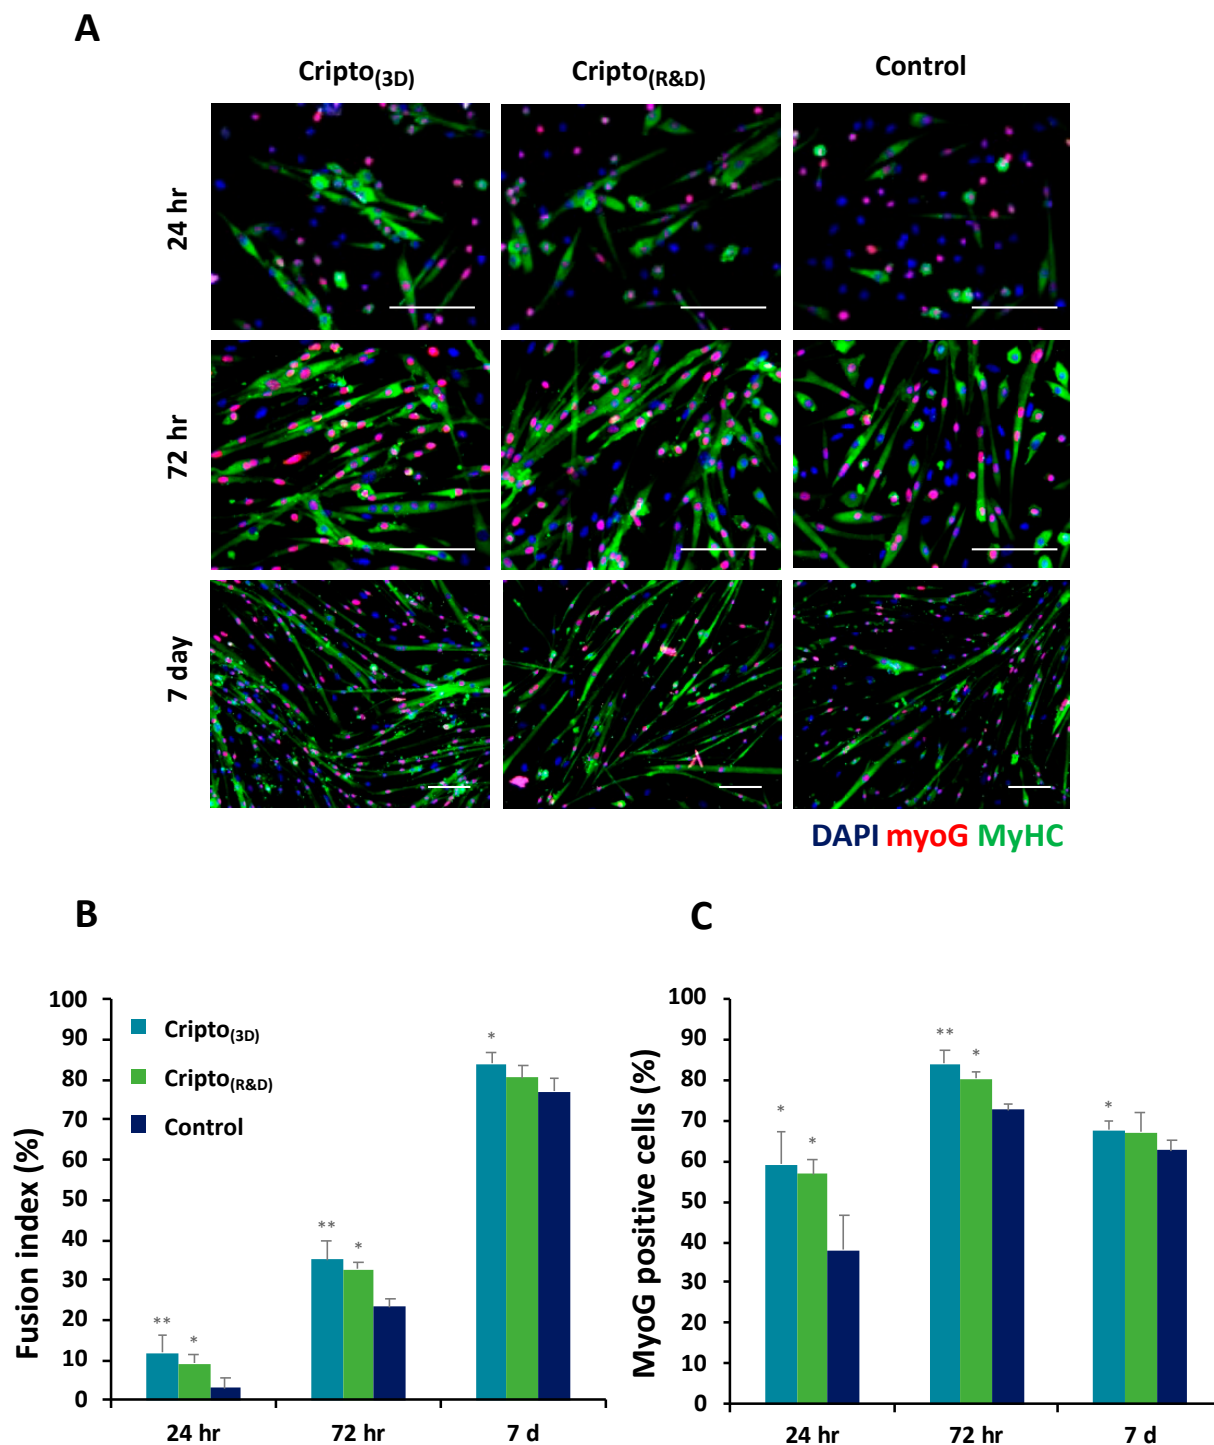 A
Cripto(3D) Cripto(R&D) Control
24 hr
72 hr
7 day
DAPI myoG MyHC
B
Fusion index (%)
100
90
80
70
60
50
40
30
20
10
0
Cripto(3D)
Cripto(R&D)
Control
** *
** *
*
24 hr 72 hr 7 d
C
MyoG positive cells (%)
100
90
80
70
60
50
40
30
20
10
0
* *
** *
*
24 hr 72 hr 7 d